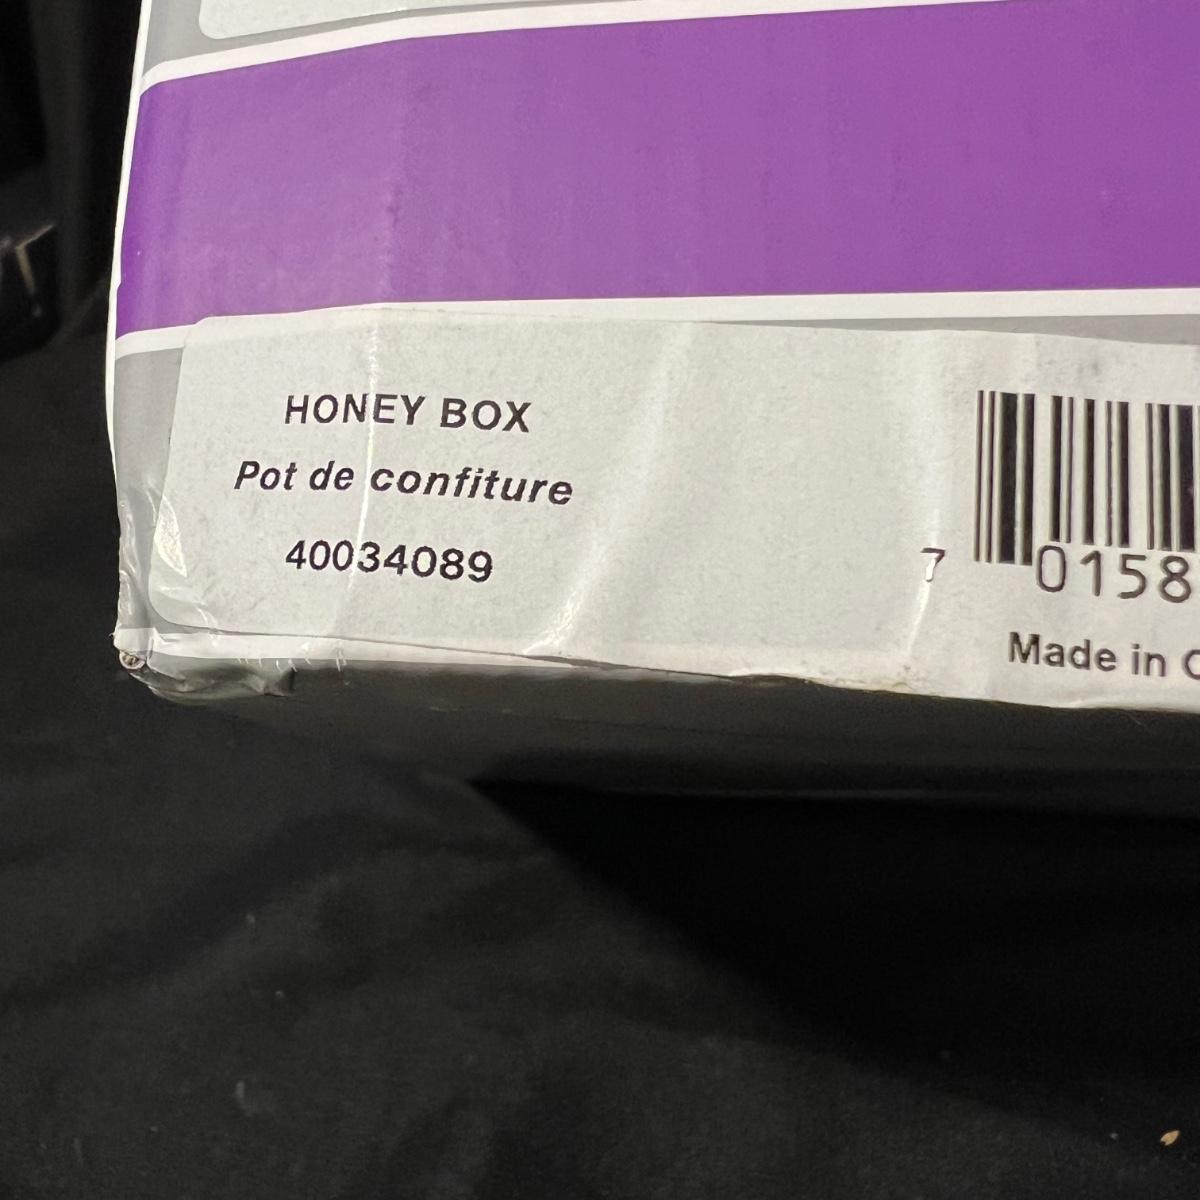 HONEY BOX
Pot de confiture
40034089
7 0158
Made in